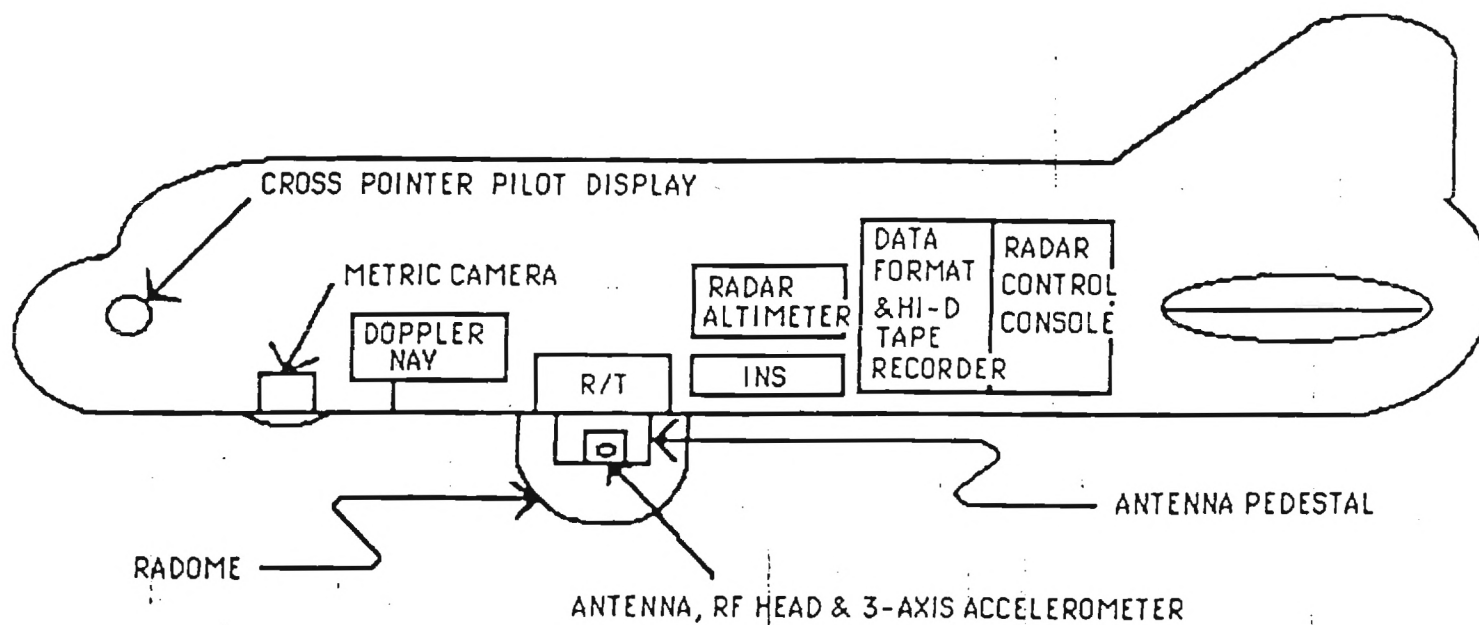 CROSS POINTER PILOT DISPLAY
METRIC CAMERA
DOPPLER
NAY
R/T
RADAR
ALTIMETER
INS
DATA
FORMAT
&HI-D
TAPE
RECORDER
RADAR
CONTROL
CONSOLE
ANTENNA PEDESTAL
RADOME
ANTENNA, RF HEAD & 3-AXIS ACCELEROMETER